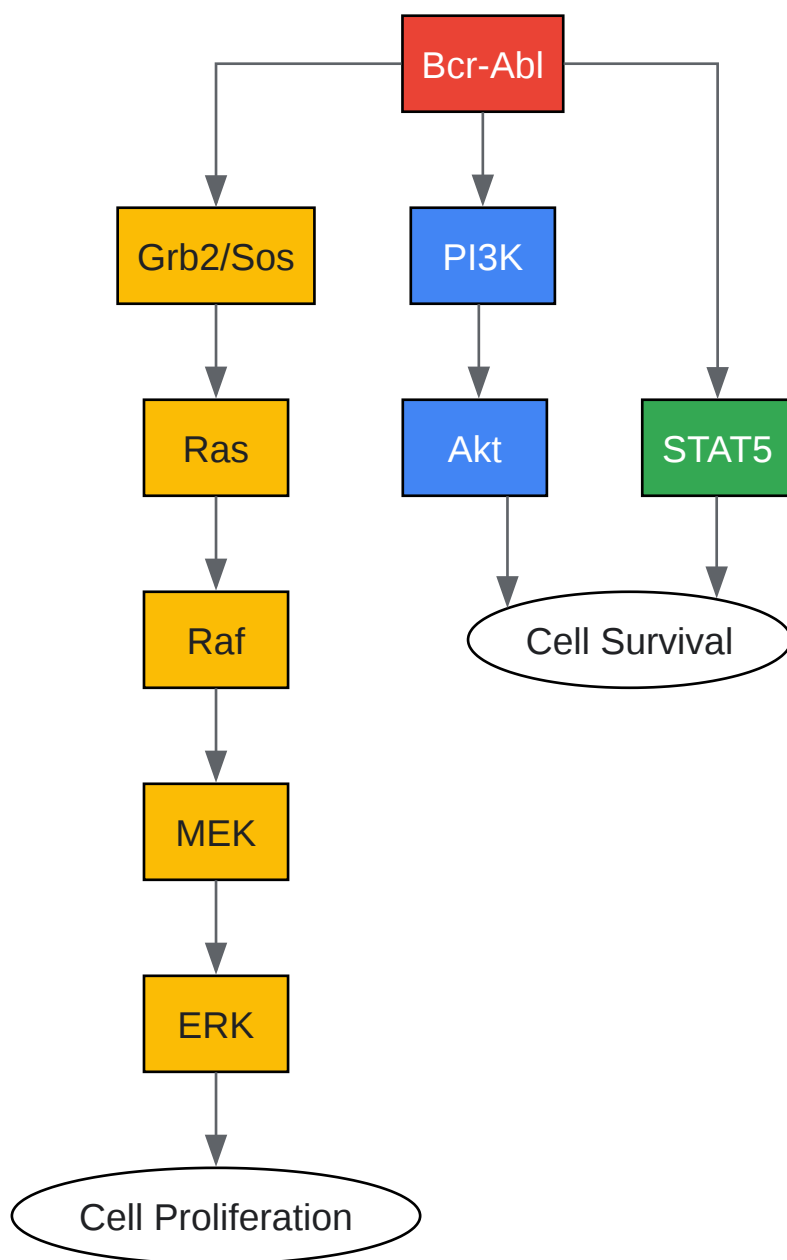 Bcr-Abl
Grb2/Sos
PI3K
Ras
Akt
STAT5
Raf
Cell Survival
MEK
ERK
Cell Proliferation